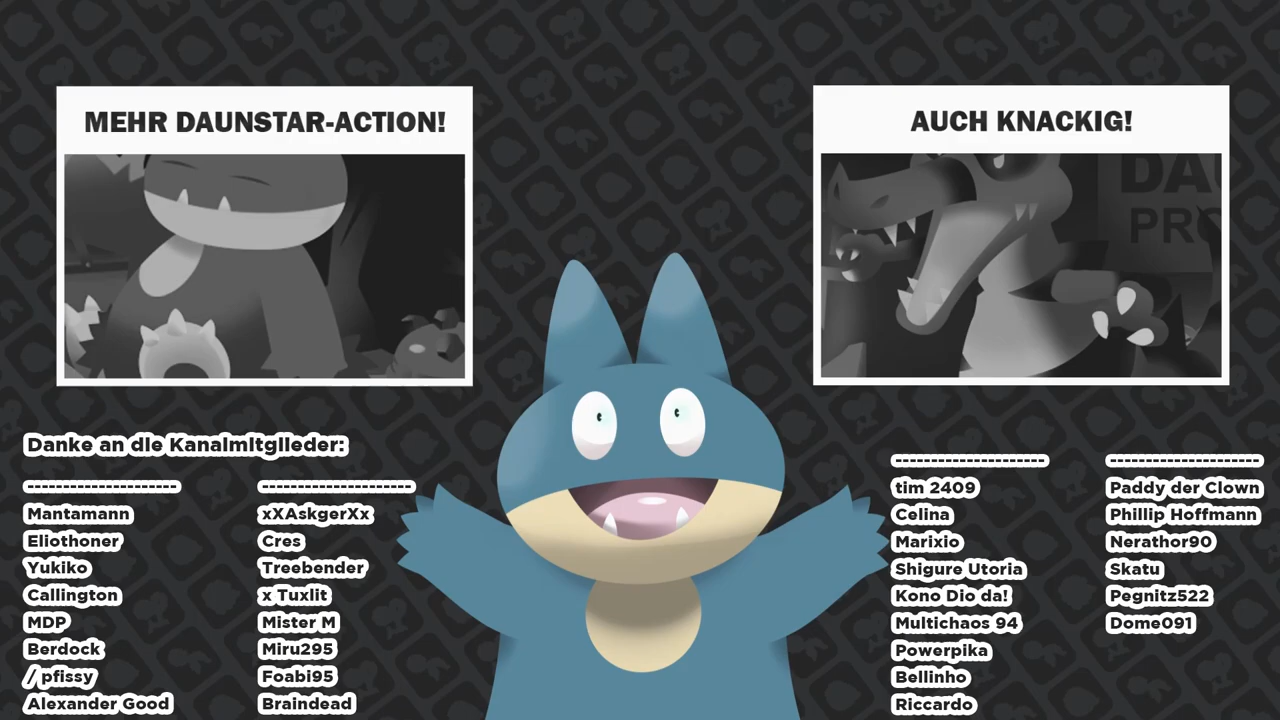 MEHR DAUNSTAR-ACTION!
AUCH KNACKIG!
DAU
PRO
Danke an die Kanalmitglieder:
---------------------
Mantamann
Eliothoner
Yukiko
Callington
MDP
Berdock
/ pfissy
Alexander Good
---------------------
xXAskgerXx
Cres
Treebender
x Tuxlit
Mister M
Miru295
Foabi95
Braindead
---------------------
tim 2409
Celina
Marixio
Shigure Utoria
Kono Dio da!
Multichaos 94
Powerpika
Bellinho
Riccardo
---------------------
Paddy der Clown
Phillip Hoffmann
Nerathor90
Skatu
Pegnitz522
Dome091